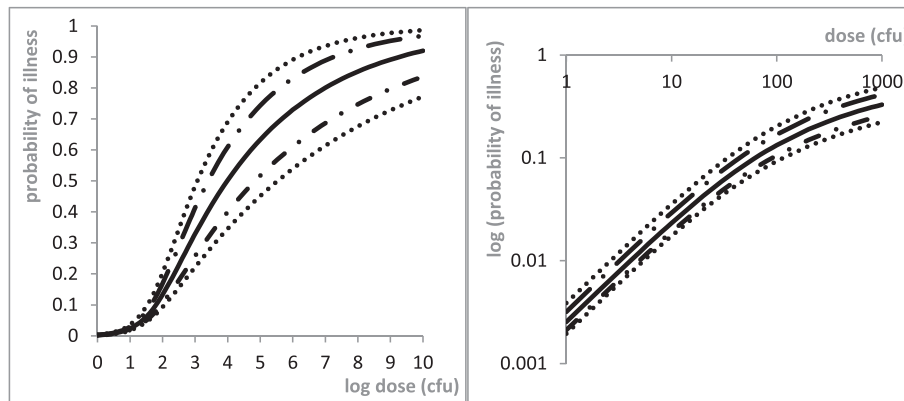 1
0.9
0.8
0.7
0.6
0.5
0.4
0.3
0.2
0.1
0
probability of illness
0 1 2 3 4 5 6 7 8 9 10
log dose (cfu)
dose (cfu
1
1 10 100 1000
0.1
0.01
0.001
log (probability of illness)